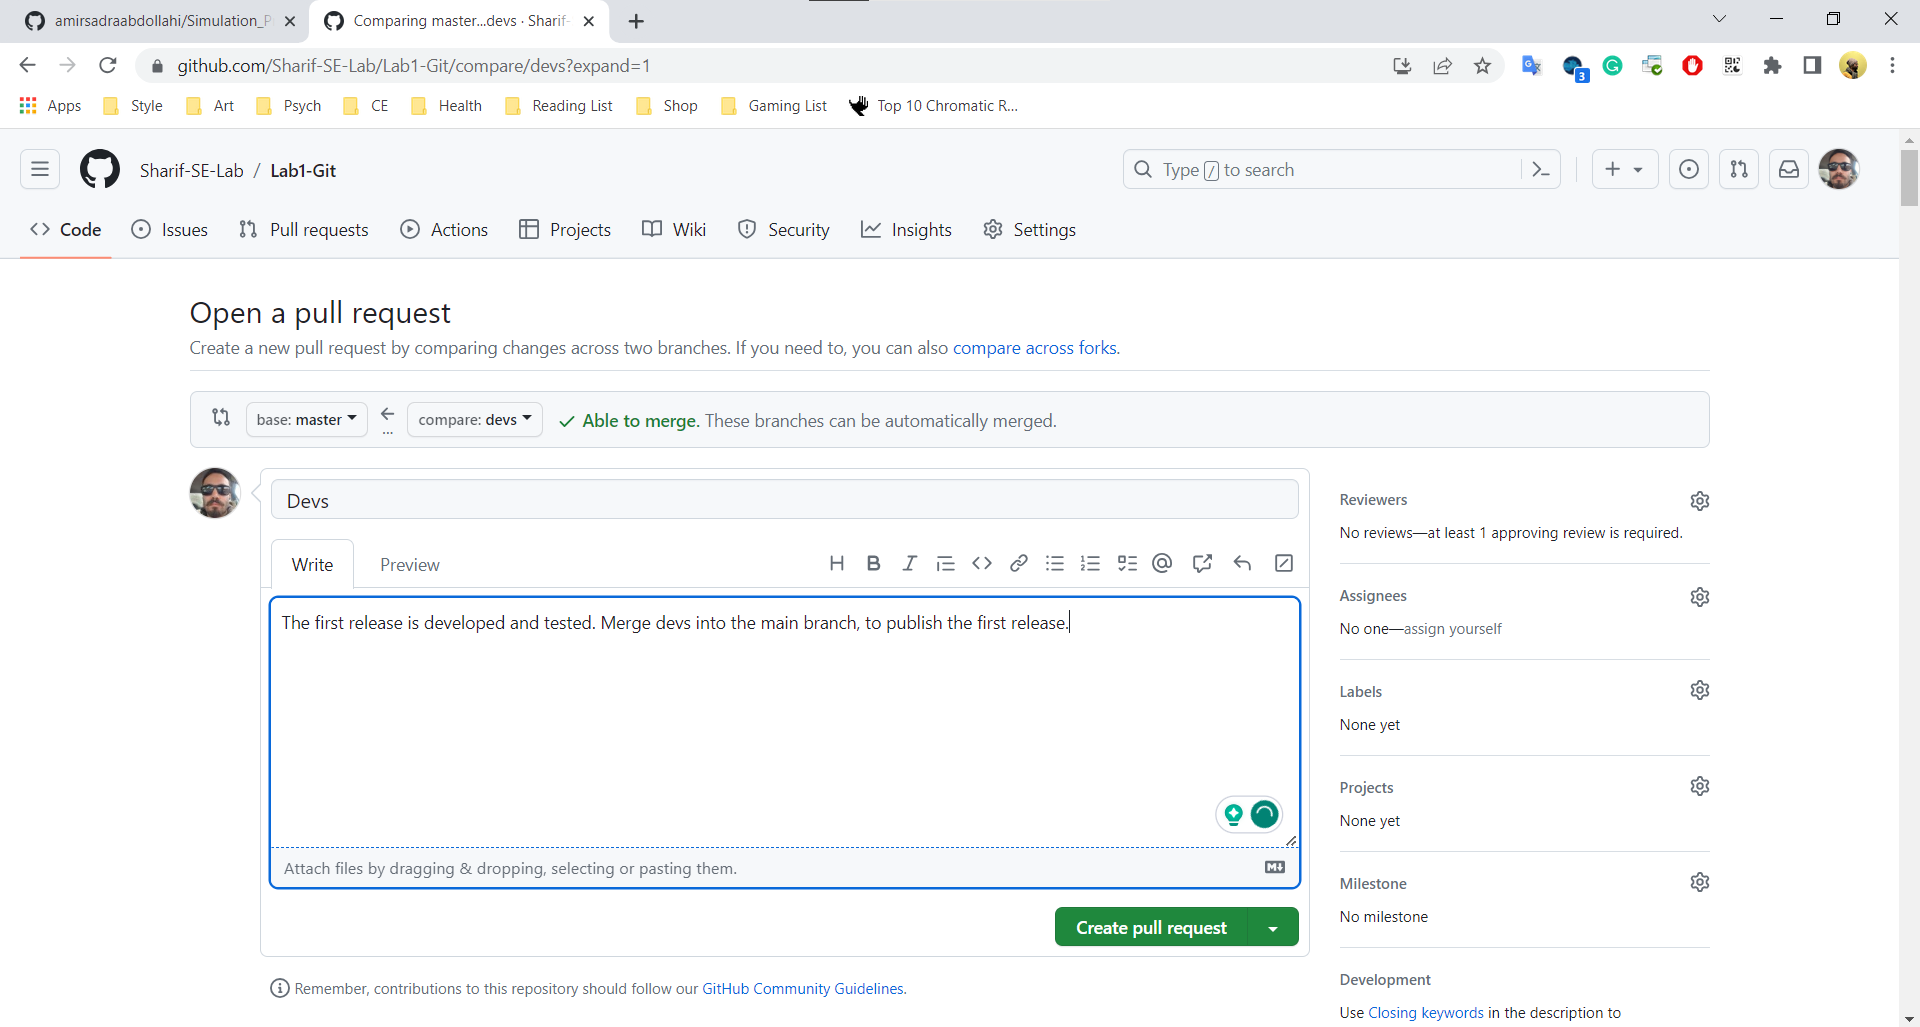 amirsadraabdollahi/Simulation_P
Comparing master...devs · Sharif-
github.com/Sharif-SE-Lab/Lab1-Git/compare/devs?expand=1
3
Apps Style Art Psych CE Health Reading List Shop Gaming List Top 10 Chromatic R...
Sharif-SE-Lab / Lab1-Git
Type / to search
Code Issues Pull requests Actions Projects Wiki Security Insights Settings
Open a pull request
Create a new pull request by comparing changes across two branches. If you need to, you can also compare across forks.
base: master ... compare: devs Able to merge. These branches can be automatically merged.
Devs
Write Preview
The first release is developed and tested. Merge devs into the main branch, to publish the first release.
Attach files by dragging & dropping, selecting or pasting them.
Create pull request
Remember, contributions to this repository should follow our GitHub Community Guidelines.
Reviewers
No reviews—at least 1 approving review is required.
Assignees
No one—assign yourself
Labels
None yet
Projects
None yet
Milestone
No milestone
Development
Use Closing keywords in the description to